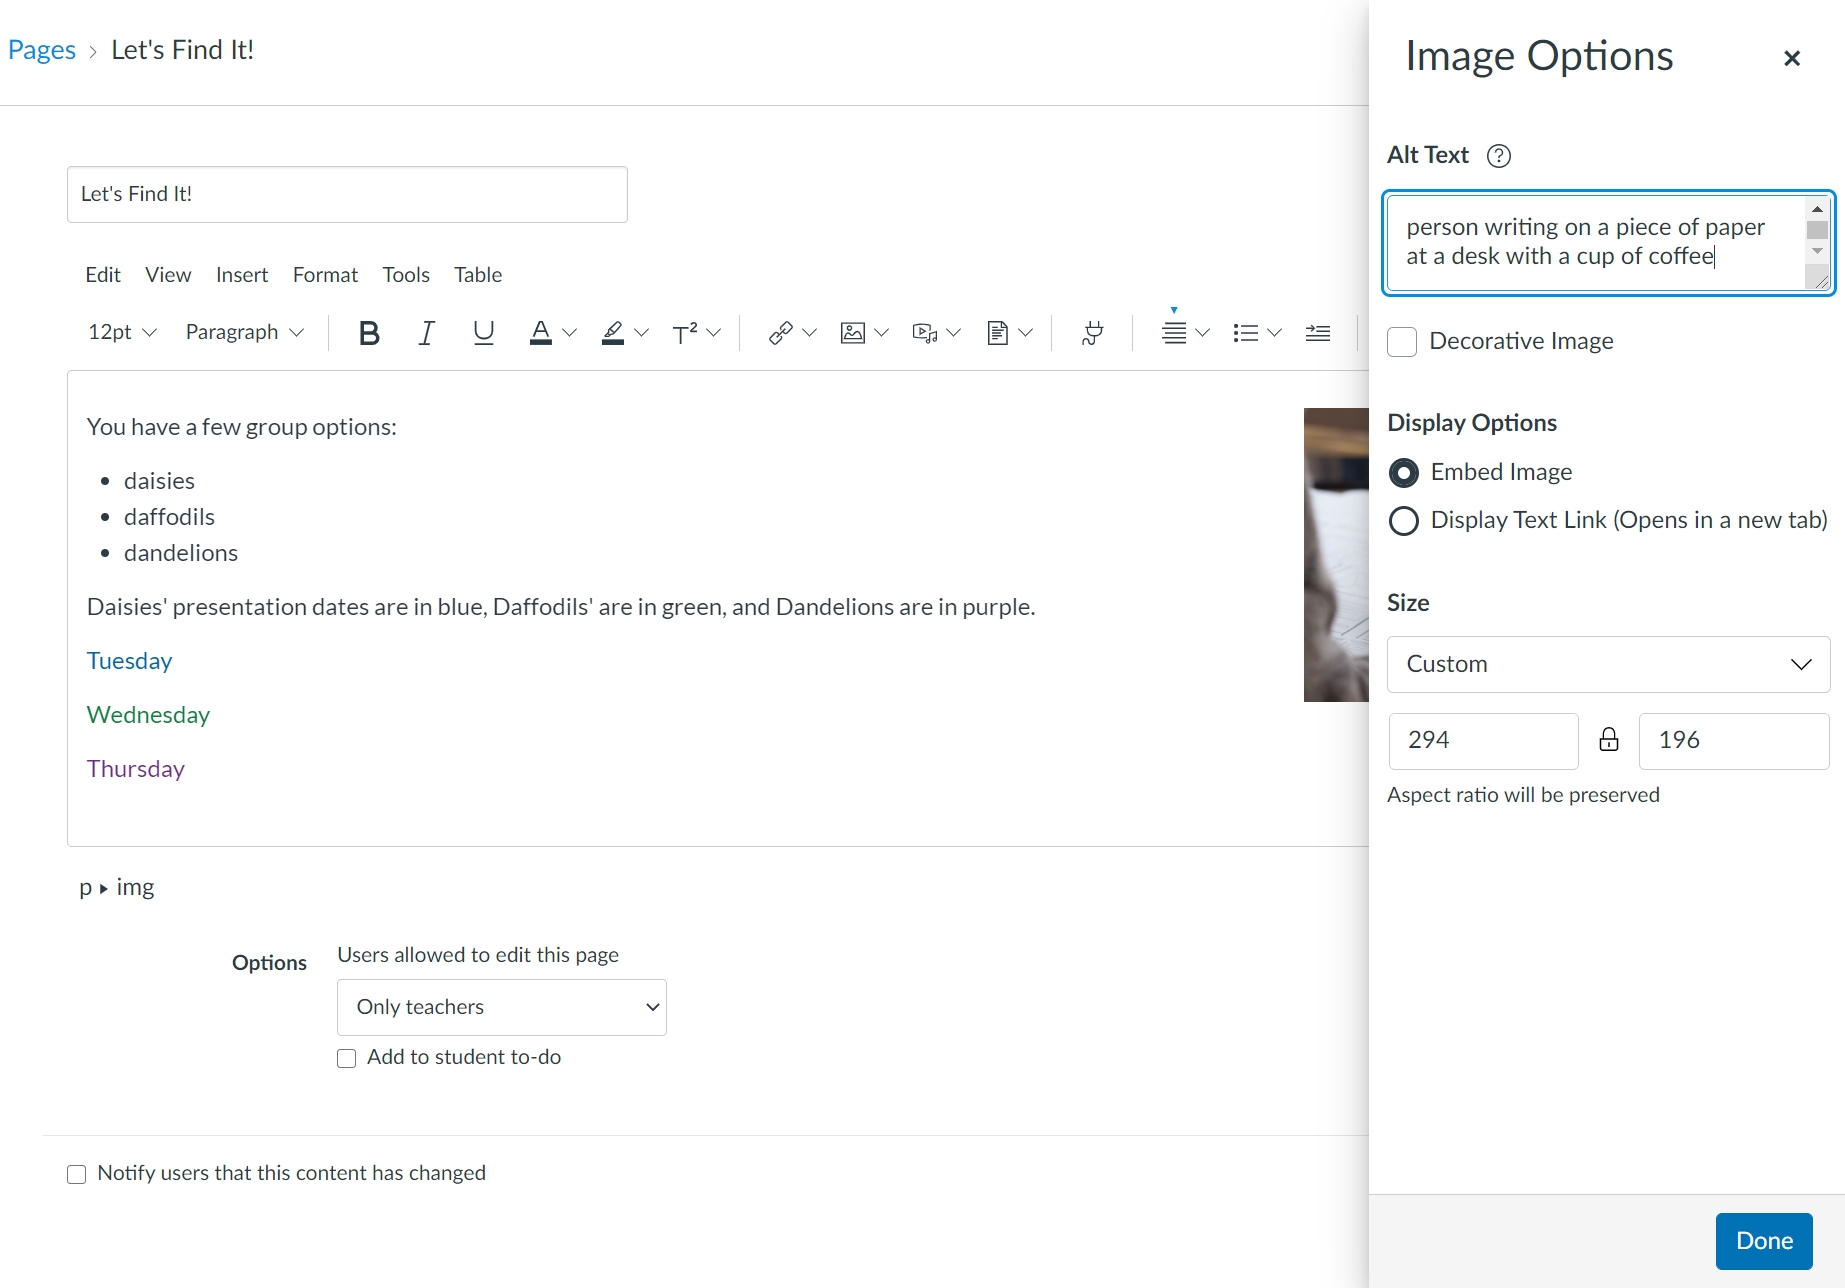 Pages > Let's Find It!
Let's Find It!
Edit View Insert Format Tools Table
12pt Paragraph B I U A T²
You have a few group options:
• daisies
• daffodils
• dandelions
Daisies' presentation dates are in blue, Daffodils' are in green, and Dandelions are in purple.
Tuesday
Wednesday
Thursday
p ▸ img
Options
Users allowed to edit this page
Only teachers
Add to student to-do
Notify users that this content has changed
Image Options ×
Alt Text ?
person writing on a piece of paper
at a desk with a cup of coffee
Decorative Image
Display Options
Embed Image
Display Text Link (Opens in a new tab)
Size
Custom
294 196
Aspect ratio will be preserved
Done